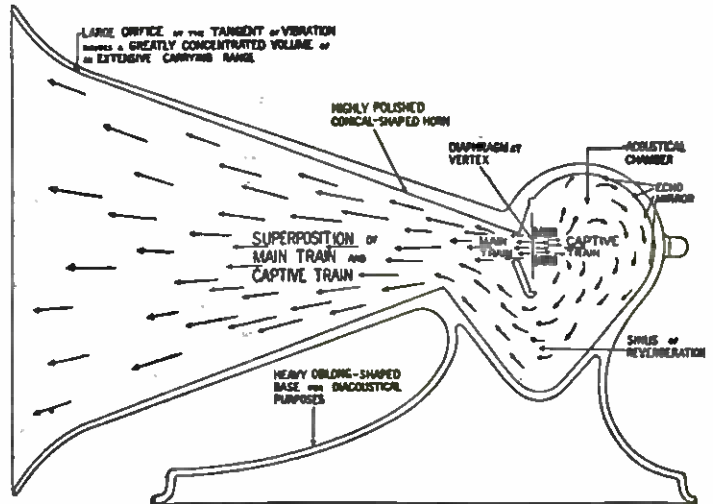 LARGE ORIFICE AT THE TANGENT OF VIBRATION
A GREATLY CONCENTRATED VOLUME OF
AN EXTENSIVE CARRYING RANGE
HIGHLY POLISHED
CONICAL-SHAPED HORN
DIAPHRAGM AT
VERTEX
ACOUSTICAL
CHAMBER
ECHO
MIRROR
SUPERPOSITION OF
MAIN TRAIN AND
CAPTIVE TRAIN
MAIN
TRAIN
CAPTIVE
TRAIN
SINUS OF
REVERBERATION
HEAVY OBLONG-SHAPED
BASE FOR DIACOUSTICAL
PURPOSES